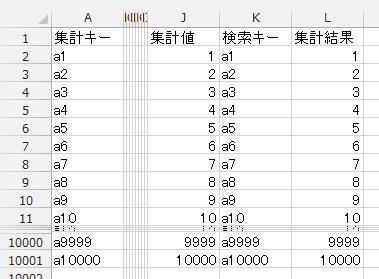 A J K L
1 集計キー 集計値 検索キー 集計結果
2 a1 1 a1 1
3 a2 2 a2 2
4 a3 3 a3 3
5 a4 4 a4 4
6 a5 5 a5 5
7 a6 6 a6 6
8 a7 7 a7 7
9 a8 8 a8 8
10 a9 9 a9 9
11 a10 10 a10 10
10000 a9999 9999 a9999 9999
10001 a10000 10000 a10000 10000